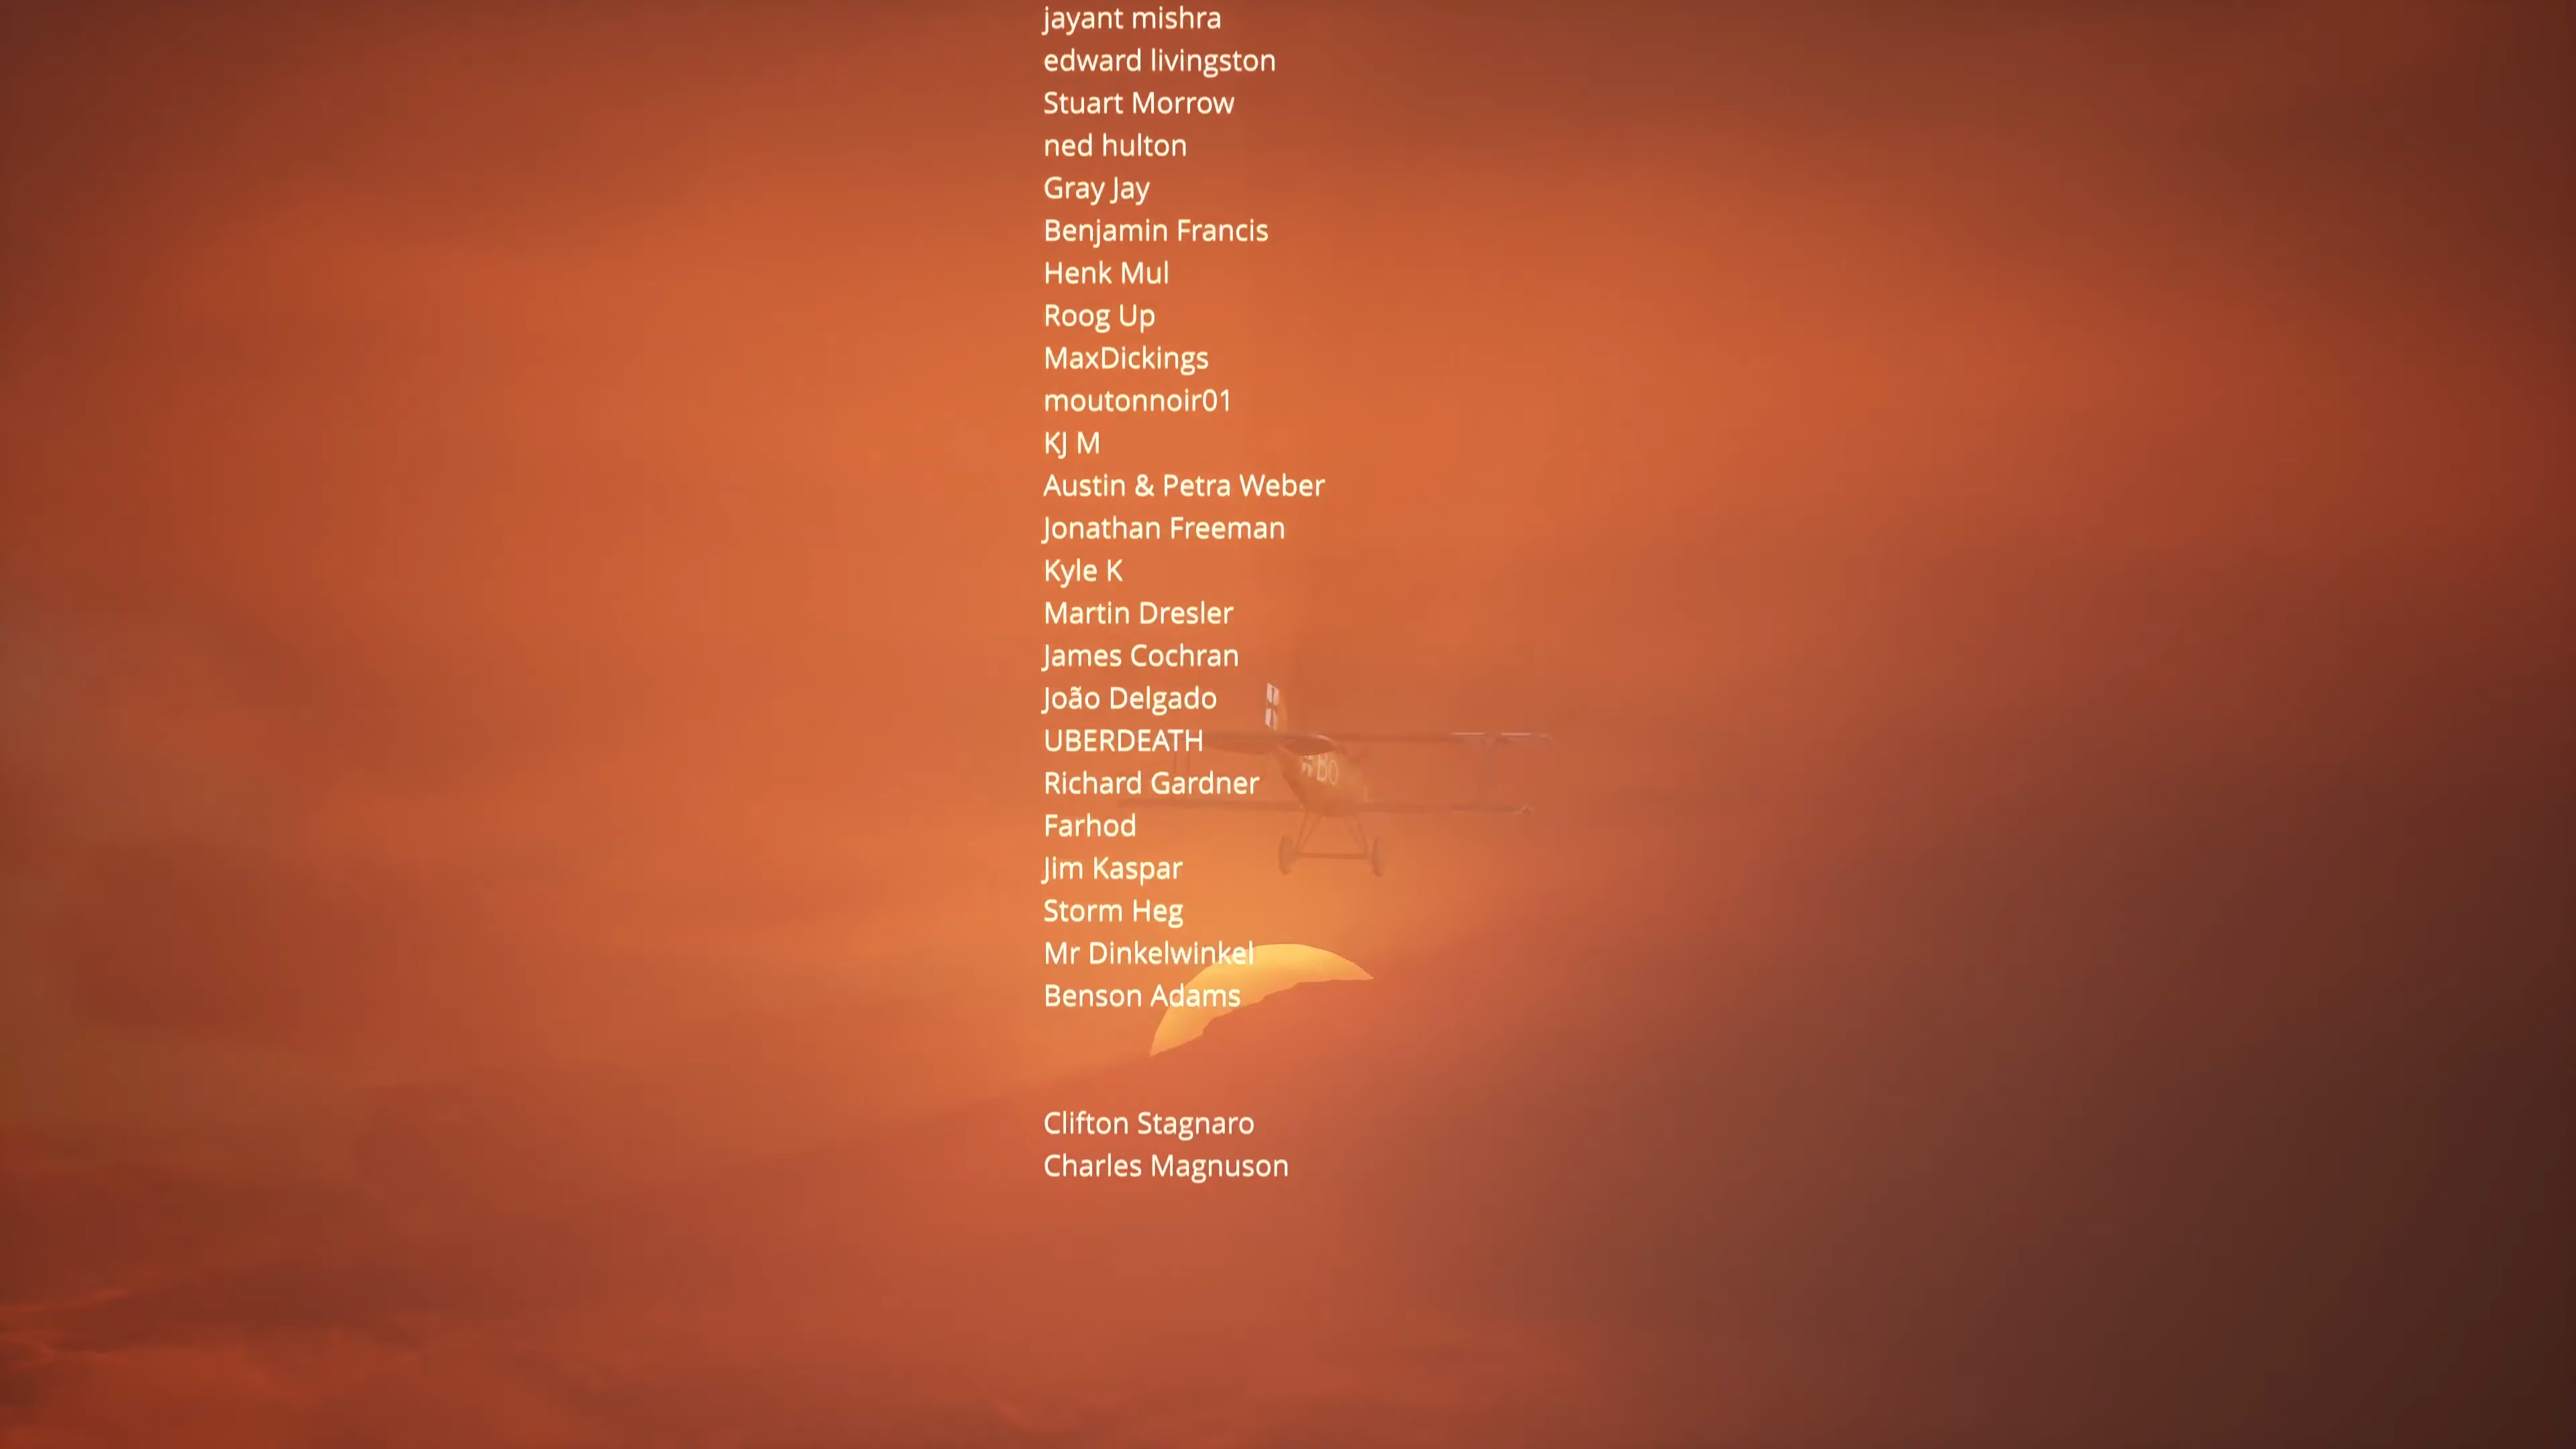 jayant mishra
edward livingston
Stuart Morrow
ned hulton
Gray Jay
Benjamin Francis
Henk Mul
Roog Up
MaxDickings
moutonnoir01
KJ M
Austin & Petra Weber
Jonathan Freeman
Kyle K
Martin Dresler
James Cochran
João Delgado
UBERDEATH
Richard Gardner
Farhod
Jim Kaspar
Storm Heg
Mr Dinkelwinkel
Benson Adams
Clifton Stagnaro
Charles Magnuson